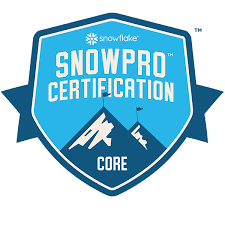 ™
snowflake®
SNOWPRO™
CERTIFICATION
CORE